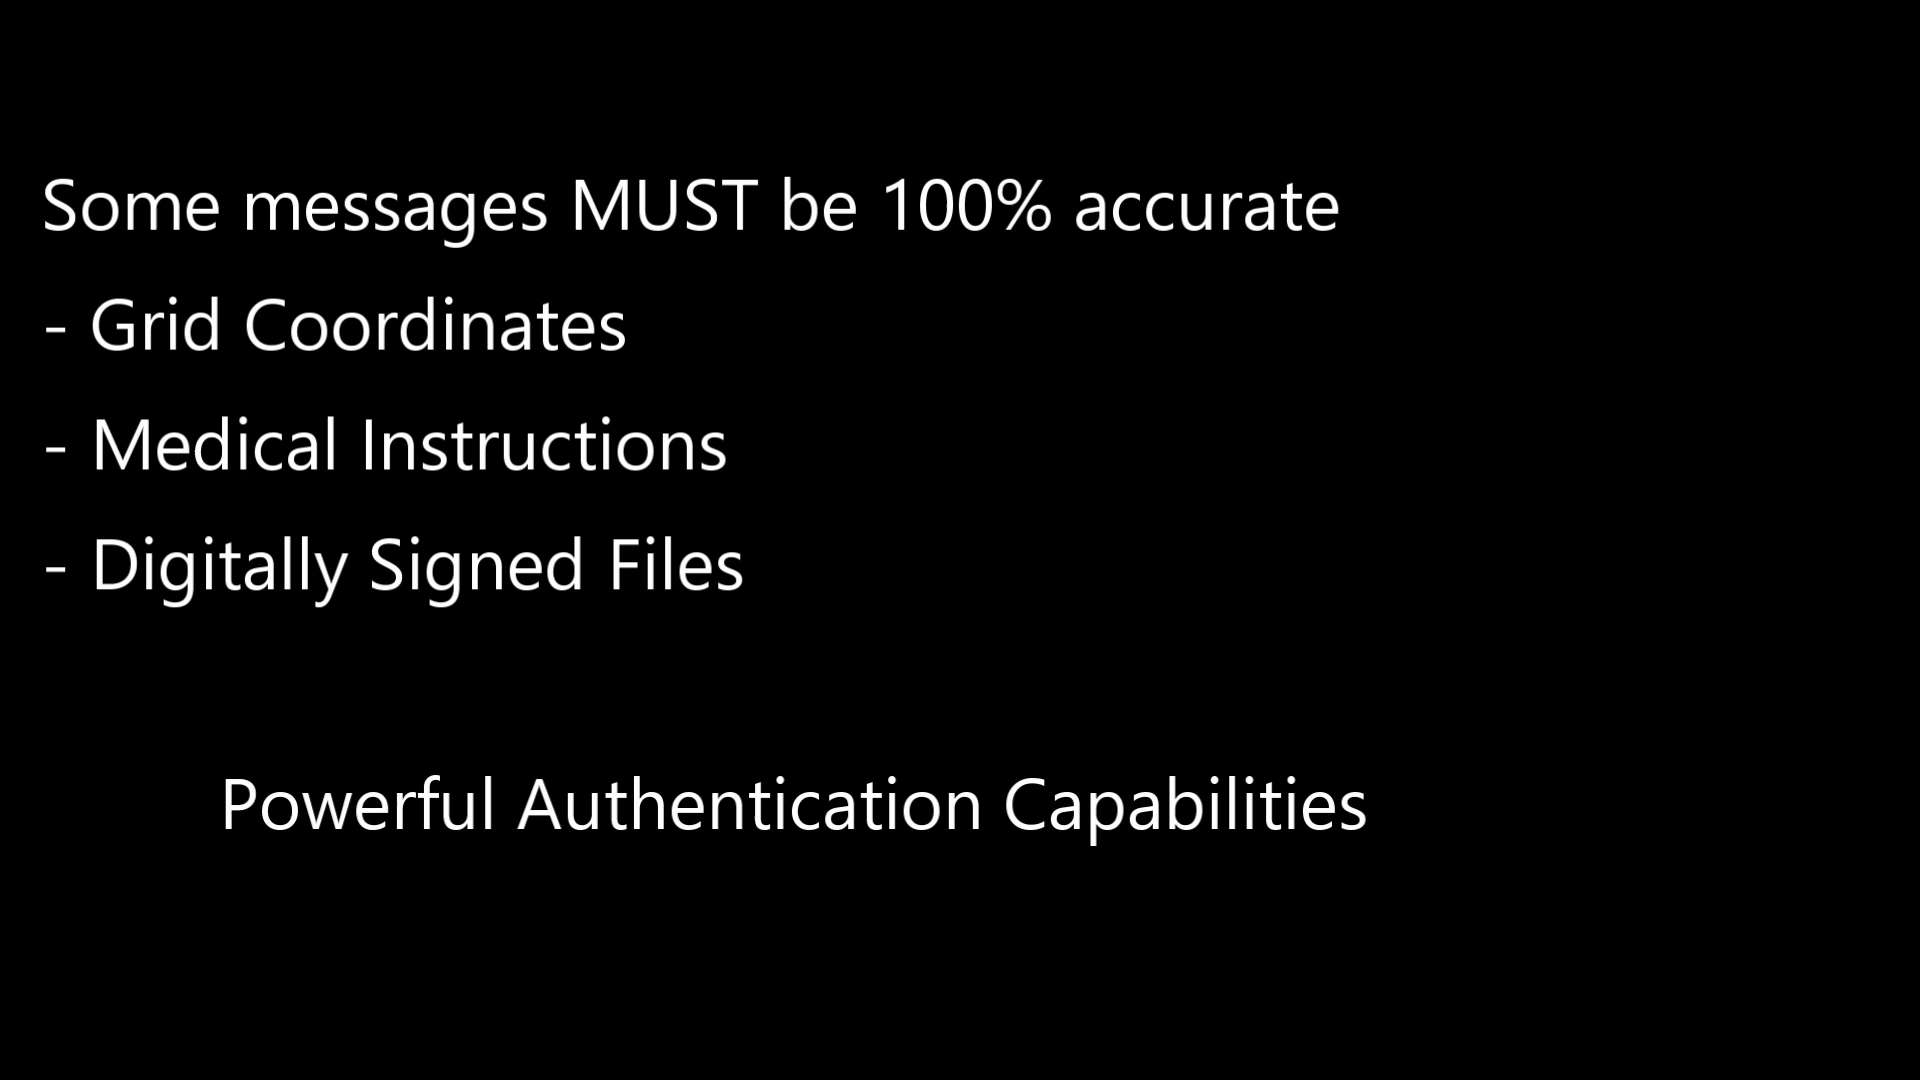 Some messages MUST be 100% accurate
- Grid Coordinates
- Medical Instructions
- Digitally Signed Files
Powerful Authentication Capabilities